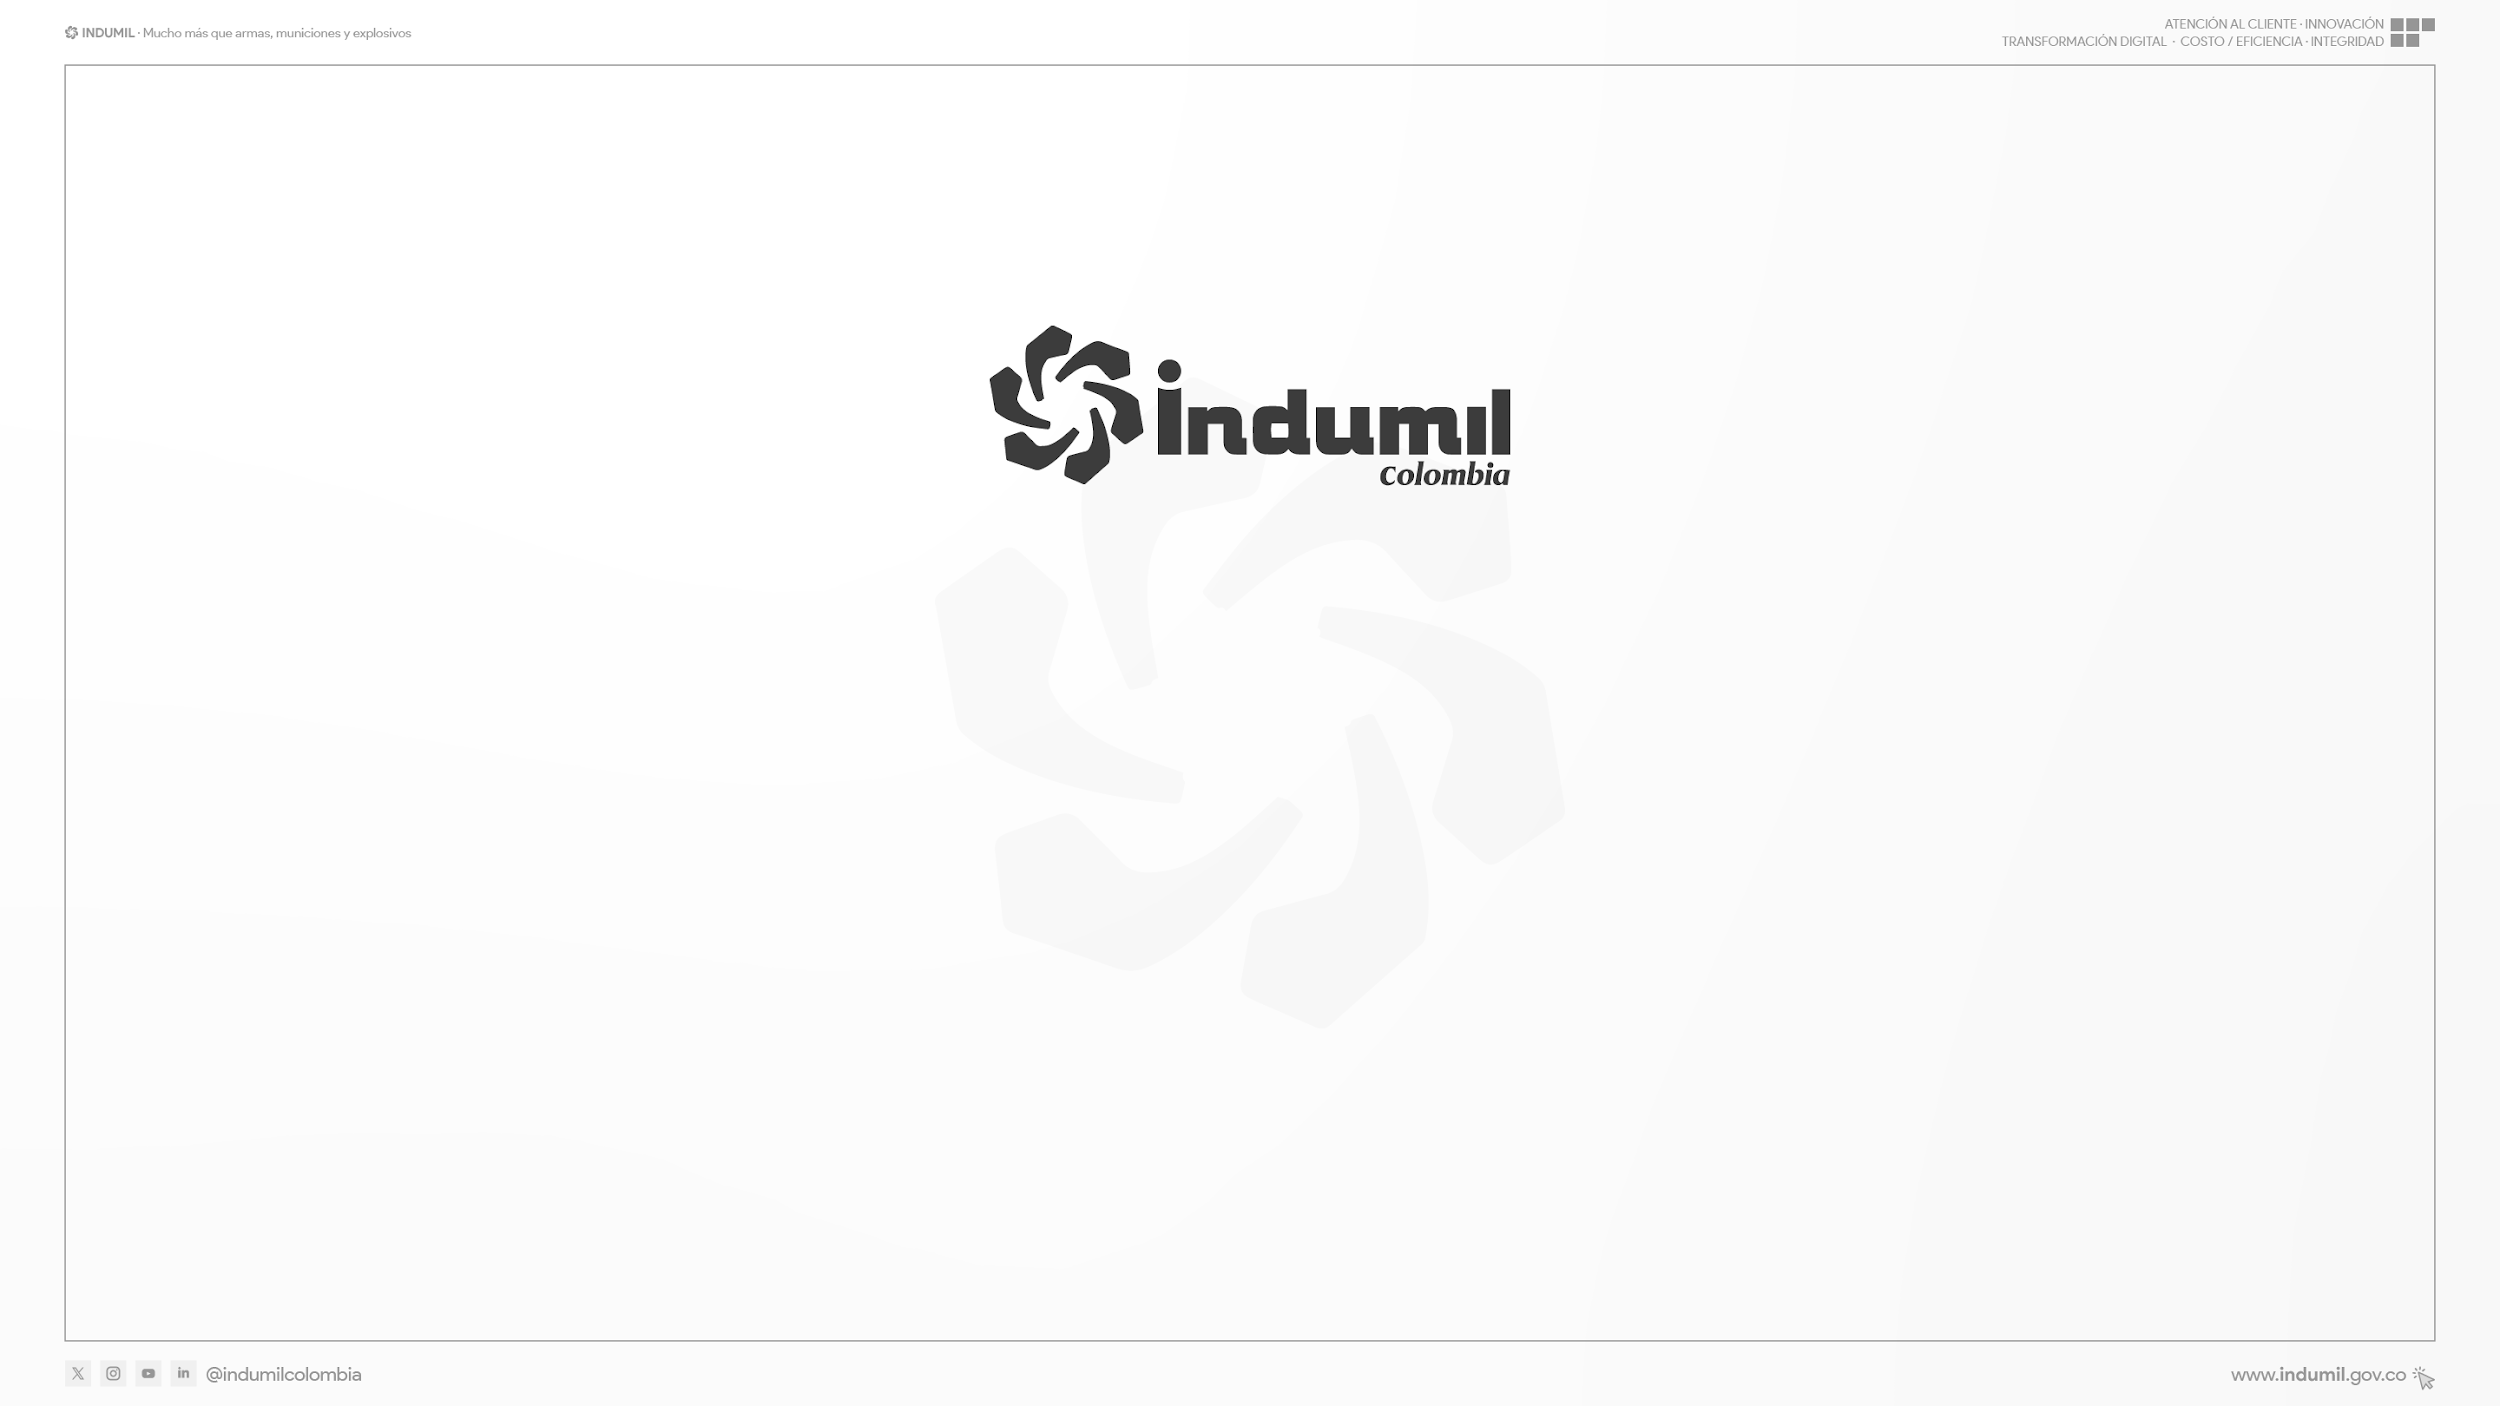 INDUMIL · Mucho más que armas, municiones y explosivos
ATENCIÓN AL CLIENTE · INNOVACIÓN
TRANSFORMACIÓN DIGITAL · COSTO / EFICIENCIA · INTEGRIDAD
indumil
Colombia
@indumilcolombia
www.indumil.gov.co